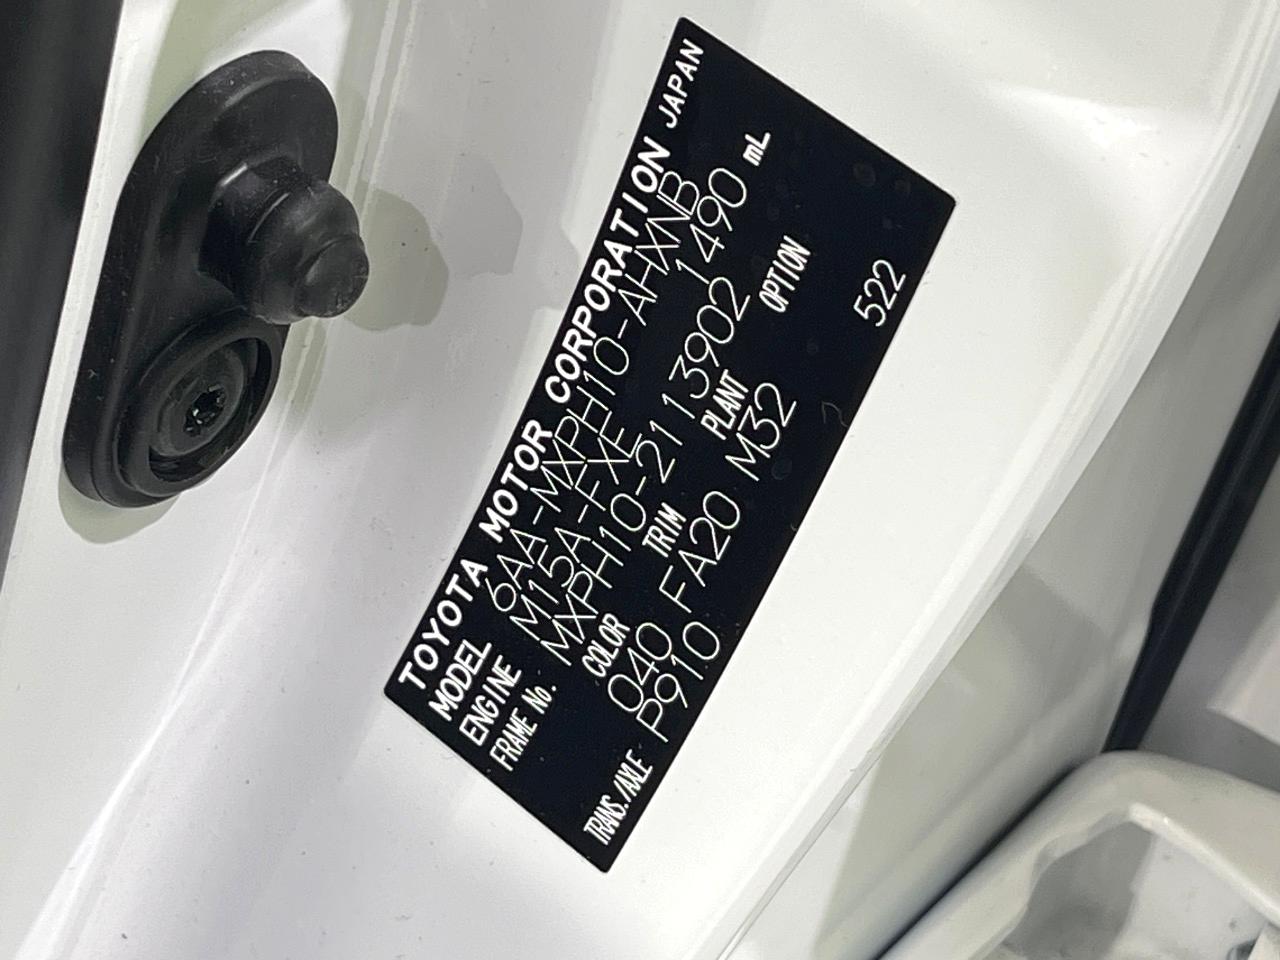 TOYOTA MOTOR CORPORATION JAPAN
MODEL 6AA-MXPH10-AHXNB
ENGINE M15A-FXE 1490 mL
FRAME No. MXPH10-2113902
COLOR TRIM PLANT OPTION
040 FA20 M32
TRANS./AXLE P910 522